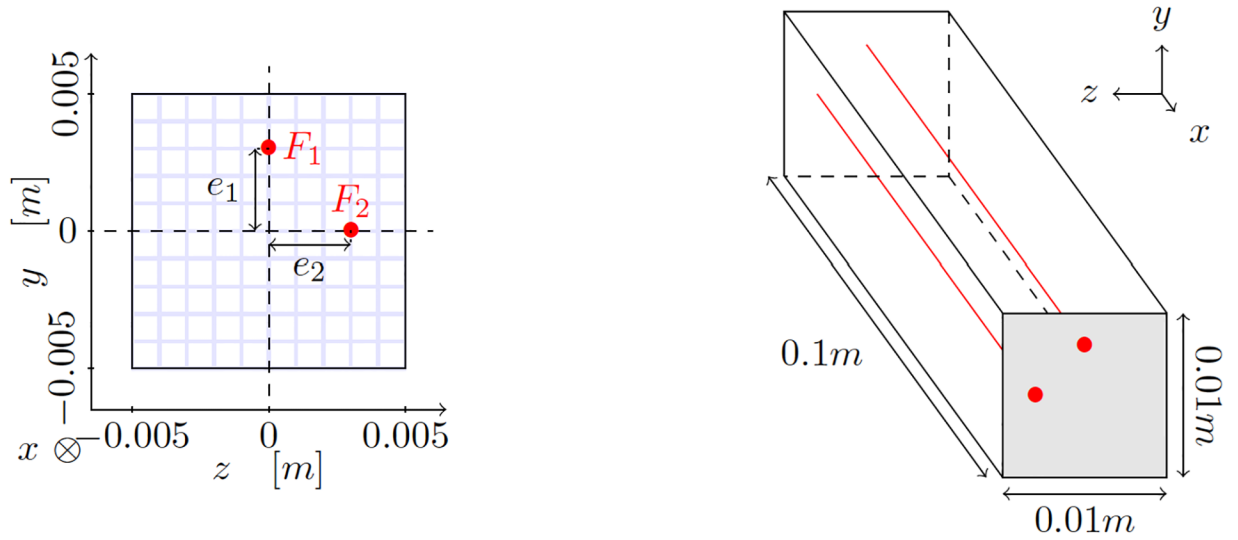 0.005
[m]
0
y
−0.005
F₁
e₁
F₂
e₂
x ⊗
−0.005
0
0.005
z [m]
y
z
x
0.1m
0.01m
0.01m